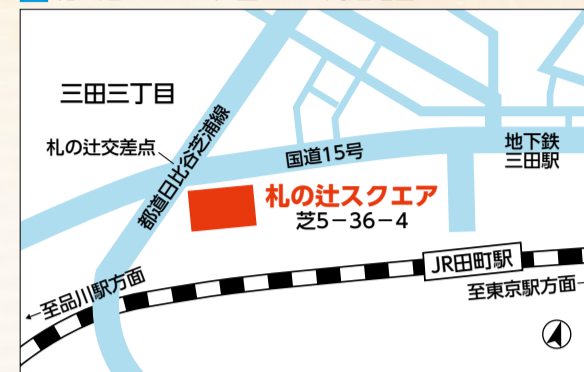 三田三丁目
札の辻交差点
都道日比谷芝浦線
国道15号
地下鉄
三田駅
札の辻スクエア
芝5−36−4
JR田町駅
←至品川駅方面
至東京駅方面→